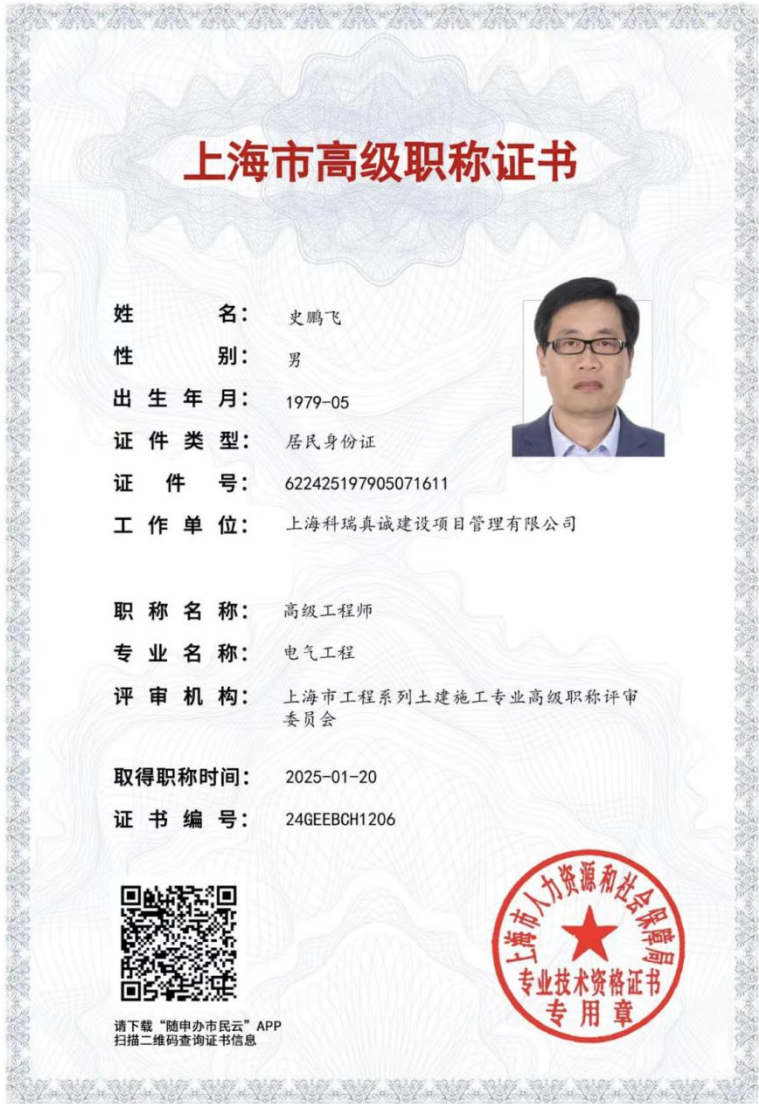 上海市高级职称证书
姓名： 史鹏飞
性别： 男
出生年月： 1979-05
证件类型： 居民身份证
证件号： 622425197905071611
工作单位： 上海科瑞真诚建设项目管理有限公司
职称名称： 高级工程师
专业名称： 电气工程
评审机构： 上海市工程系列土建施工专业高级职称评审
委员会
取得职称时间： 2025-01-20
证书编号： 24GEEBCH1206
请下载“随申办市民云”APP
扫描二维码查询证书信息
上海市人力资源和社会保障局
专业技术资格证书
专用章